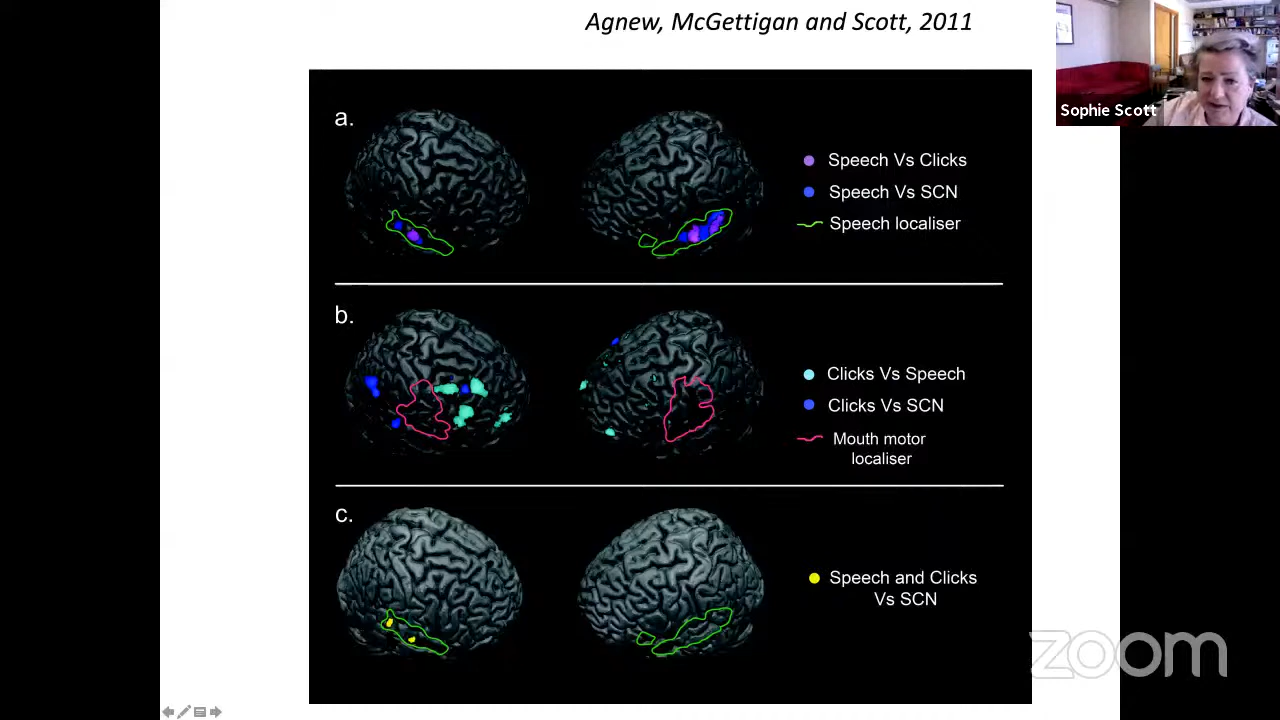 Agnew, McGettigan and Scott, 2011
Sophie Scott
a.
Speech Vs Clicks
Speech Vs SCN
Speech localiser
b.
Clicks Vs Speech
Clicks Vs SCN
Mouth motor
localiser
c.
Speech and Clicks
Vs SCN
zoom